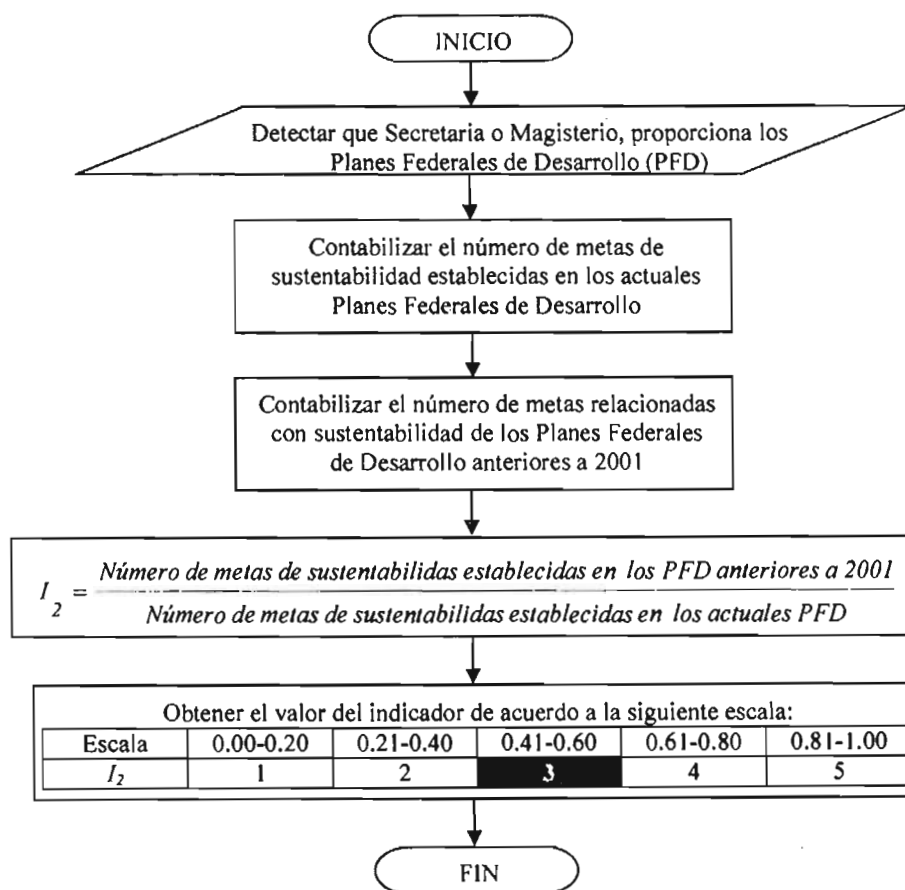 INICIO
Detectar que Secretaria o Magisterio, proporciona los
Planes Federales de Desarrollo (PFD)
Contabilizar el número de metas de
sustentabilidad establecidas en los actuales
Planes Federales de Desarrollo
Contabilizar el número de metas relacionadas
con sustentabilidad de los Planes Federales
de Desarrollo anteriores a 2001
Número de metas de sustentabilidas establecidas en los PFD anteriores a 2001
I2 =
Número de metas de sustentabilidas establecidas en los actuales PFD
Obtener el valor del indicador de acuerdo a la siguiente escala:
Escala 0.00-0.20 0.21-0.40 0.41-0.60 0.61-0.80 0.81-1.00
I2 1 2 3 4 5
FIN